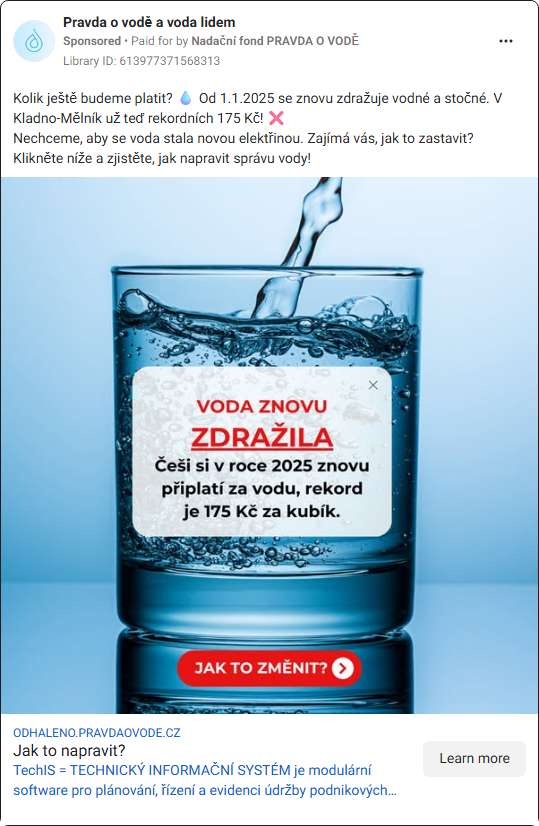 Pravda o vodě a voda lidem
Sponsored • Paid for by Nadační fond PRAVDA O VODĚ
Library ID: 613977371568313
Kolik ještě budeme platit? 💧 Od 1.1.2025 se znovu zdražuje vodné a stočné. V
Kladno-Mělník už teď rekordních 175 Kč! ❌
Nechceme, aby se voda stala novou elektřinou. Zajímá vás, jak to zastavit?
Klikněte níže a zjistěte, jak napravit správu vody!
VODA ZNOVU
ZDRAŽILA
Češi si v roce 2025 znovu
připlatí za vodu, rekord
je 175 Kč za kubík.
JAK TO ZMĚNIT?
ODHALENO.PRAVDAOVODE.CZ
Jak to napravit?
TechIS = TECHNICKÝ INFORMAČNÍ SYSTÉM je modulární
software pro plánování, řízení a evidenci údržby podnikových...
Learn more